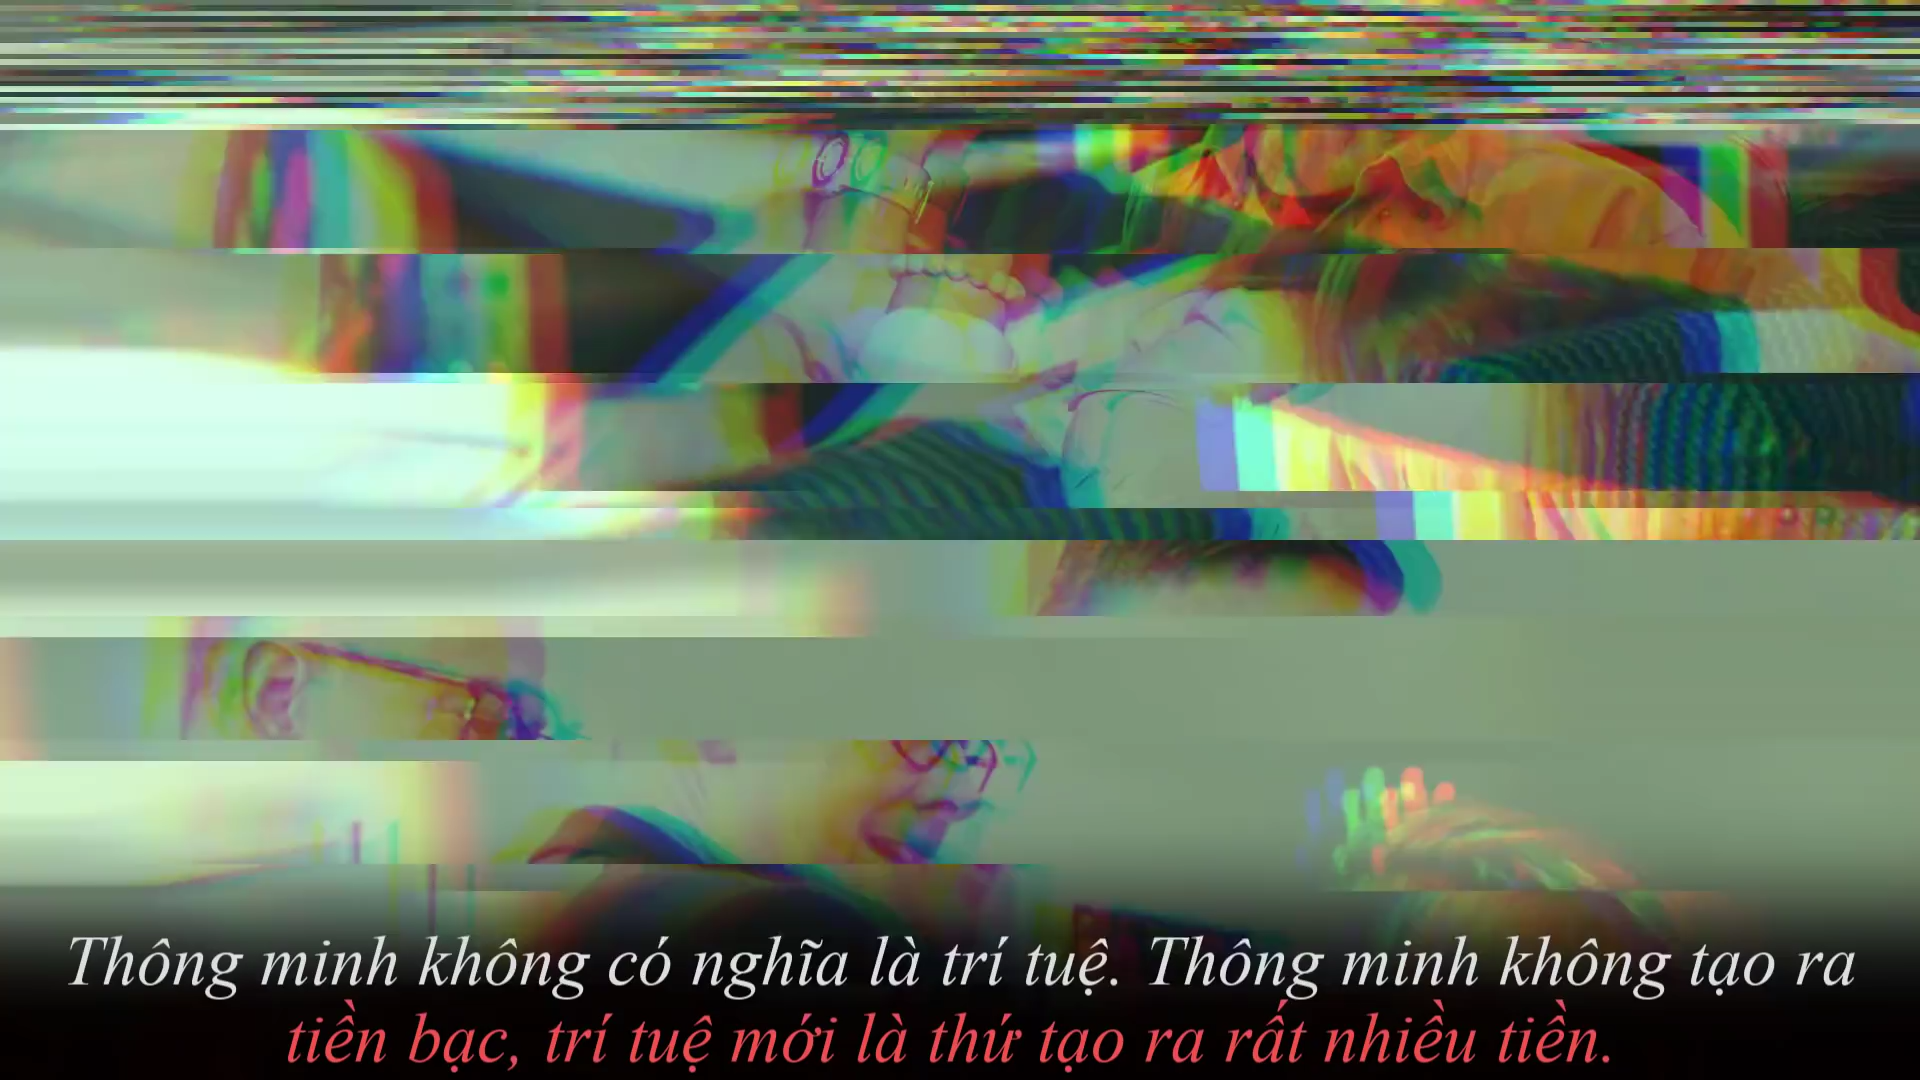 Thông minh không có nghĩa là trí tuệ. Thông minh không tạo ra
tiền bạc, trí tuệ mới là thứ tạo ra rất nhiều tiền.